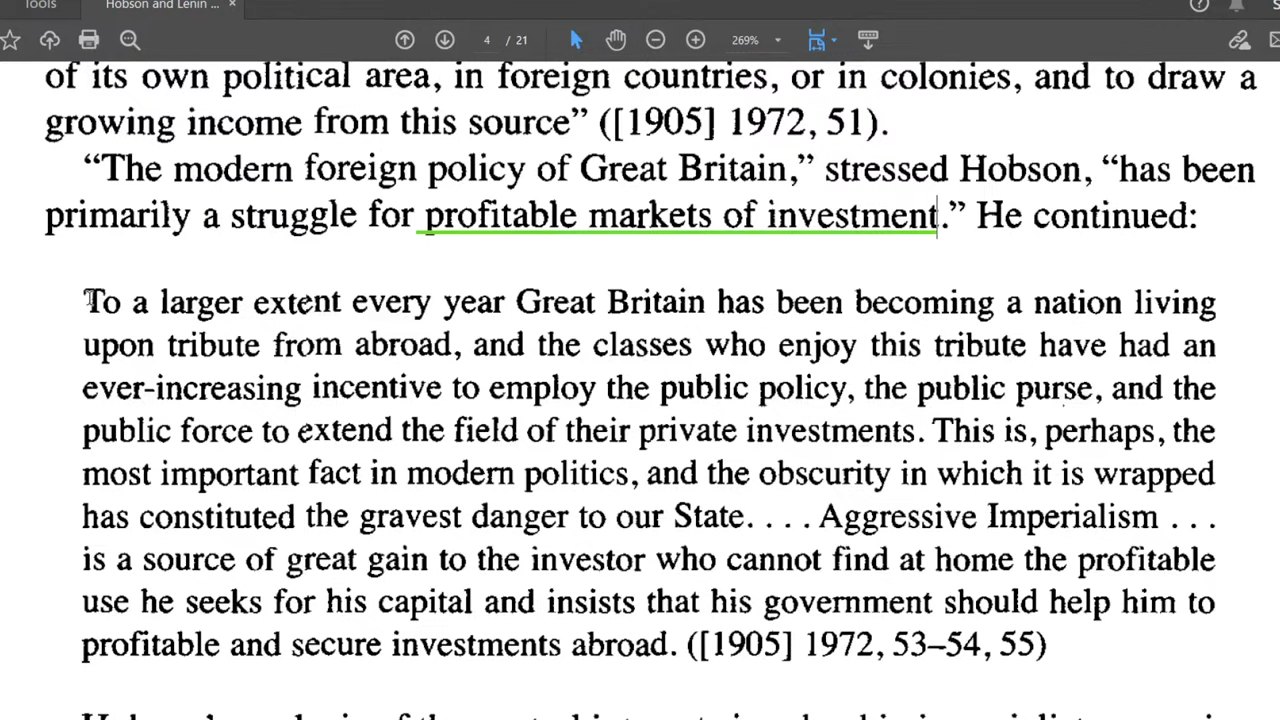 Tools
Hobson and Lenin ... ×
4 / 21
269%
of its own political area, in foreign countries, or in colonies, and to draw a
growing income from this source” ([1905] 1972, 51).
“The modern foreign policy of Great Britain,” stressed Hobson, “has been
primarily a struggle for profitable markets of investment.” He continued:
To a larger extent every year Great Britain has been becoming a nation living
upon tribute from abroad, and the classes who enjoy this tribute have had an
ever-increasing incentive to employ the public policy, the public purse, and the
public force to extend the field of their private investments. This is, perhaps, the
most important fact in modern politics, and the obscurity in which it is wrapped
has constituted the gravest danger to our State. . . . Aggressive Imperialism . . .
is a source of great gain to the investor who cannot find at home the profitable
use he seeks for his capital and insists that his government should help him to
profitable and secure investments abroad. ([1905] 1972, 53–54, 55)